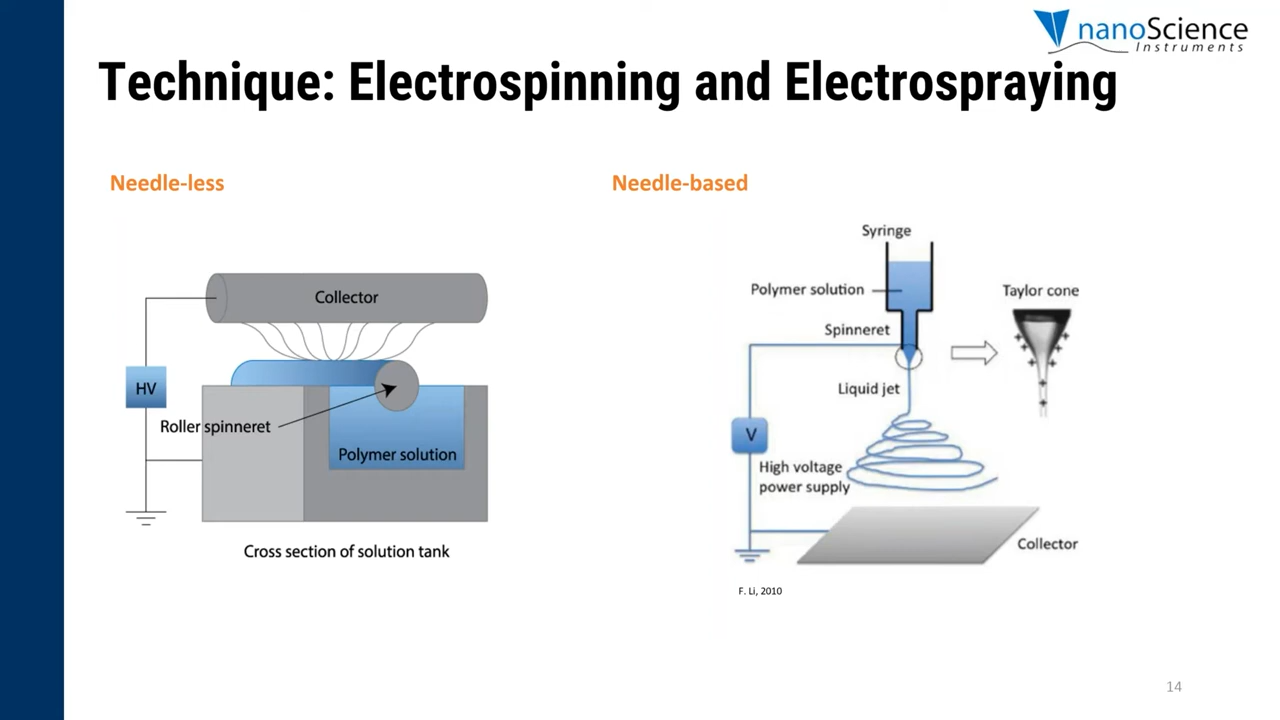 nanoScience
Instruments
Technique: Electrospinning and Electrospraying
Needle-less
Needle-based
Collector
HV
Roller spinneret
Polymer solution
Cross section of solution tank
Syringe
Polymer solution
Taylor cone
Spinneret
Liquid jet
V
High voltage
power supply
Collector
F. Li, 2010
14